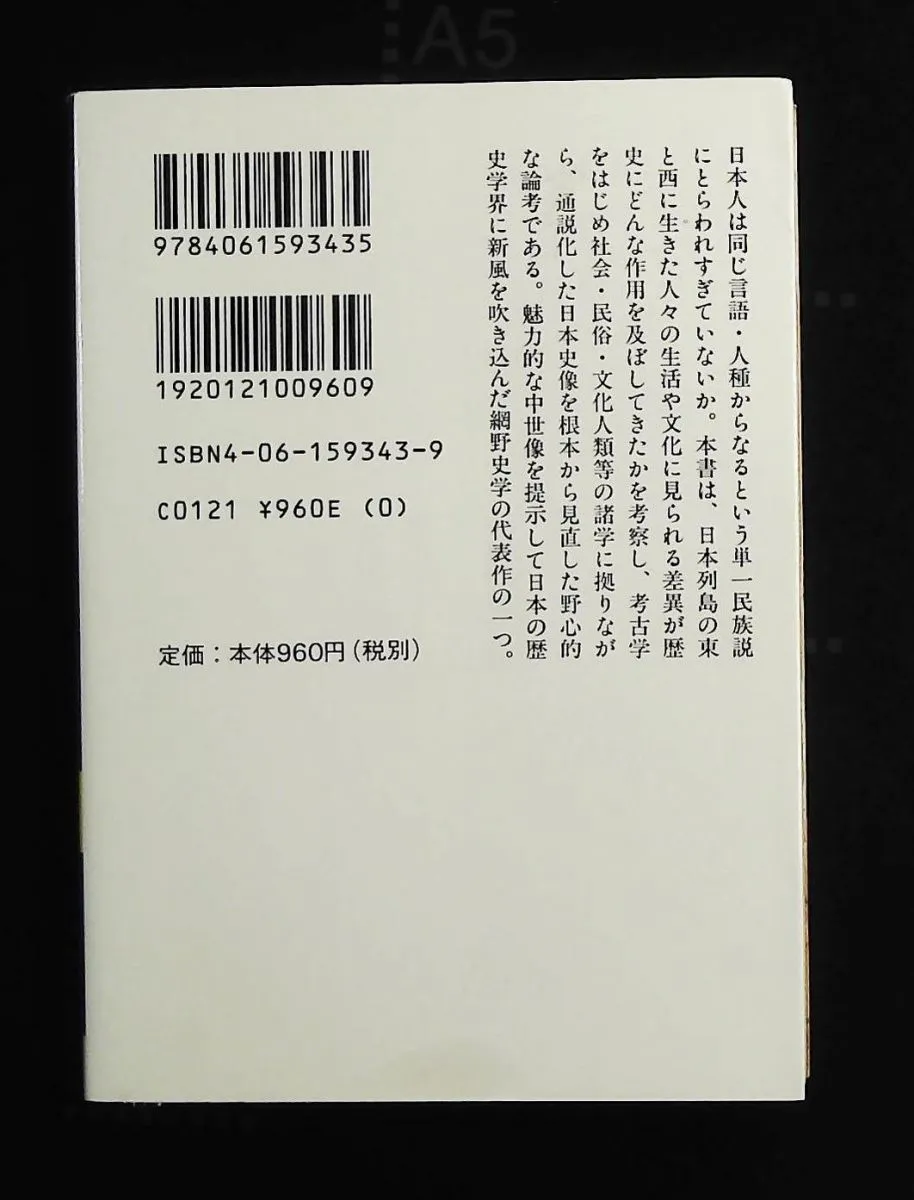 A5
9784061593435
1920121009609
ISBN4-06-159343-9
C0121 ¥960E (0)
定価：本体960円（税別）
日本人は同じ言語・人種からなるという単一民族説
にとらわれすぎていないか。本書は、日本列島の東
と西に生きた人々の生活や文化に見られる差異が歴
史にどんな作用を及ぼしてきたかを考察し、考古学
をはじめ社会・民俗・文化人類等の諸学に拠りなが
ら、通説化した日本史像を根本から見直した野心的
な論考である。魅力的な中世像を提示して日本の歴
史学界に新風を吹き込んだ網野史学の代表作の一つ。